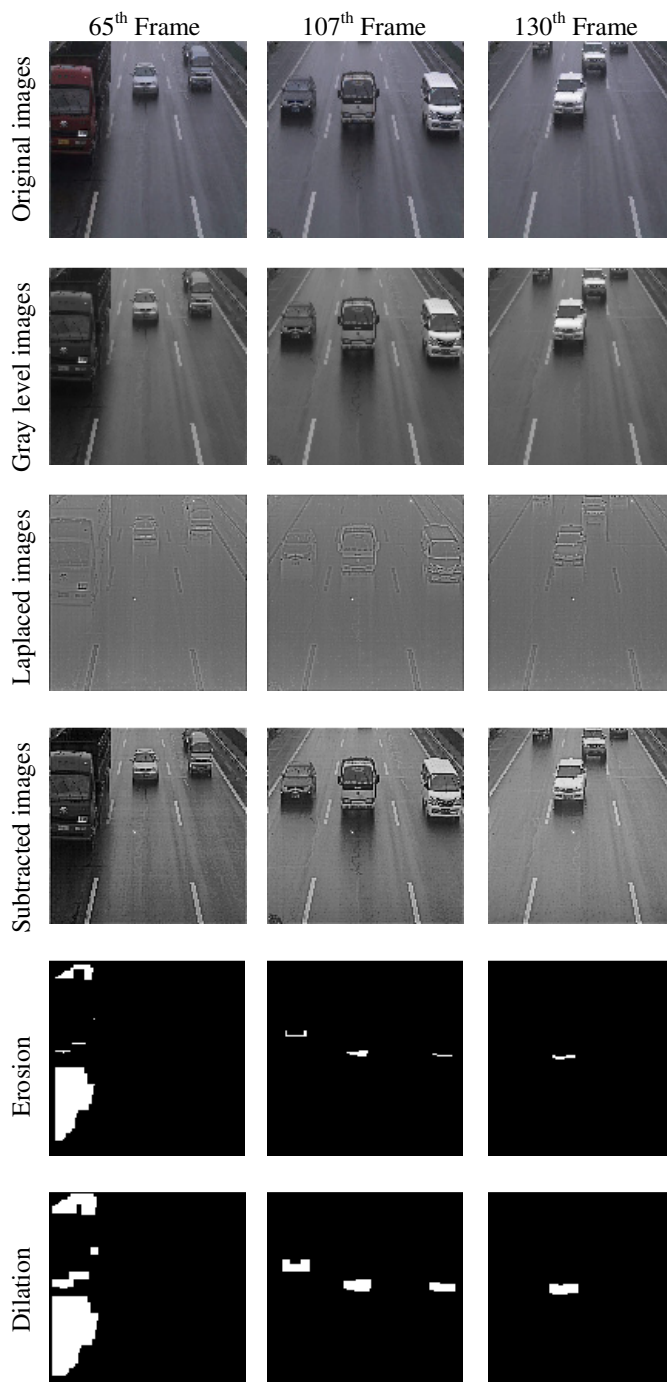 65th Frame 107th Frame 130th Frame
Original images
Gray level images
Laplaced images
Subtracted images
Erosion
Dilation